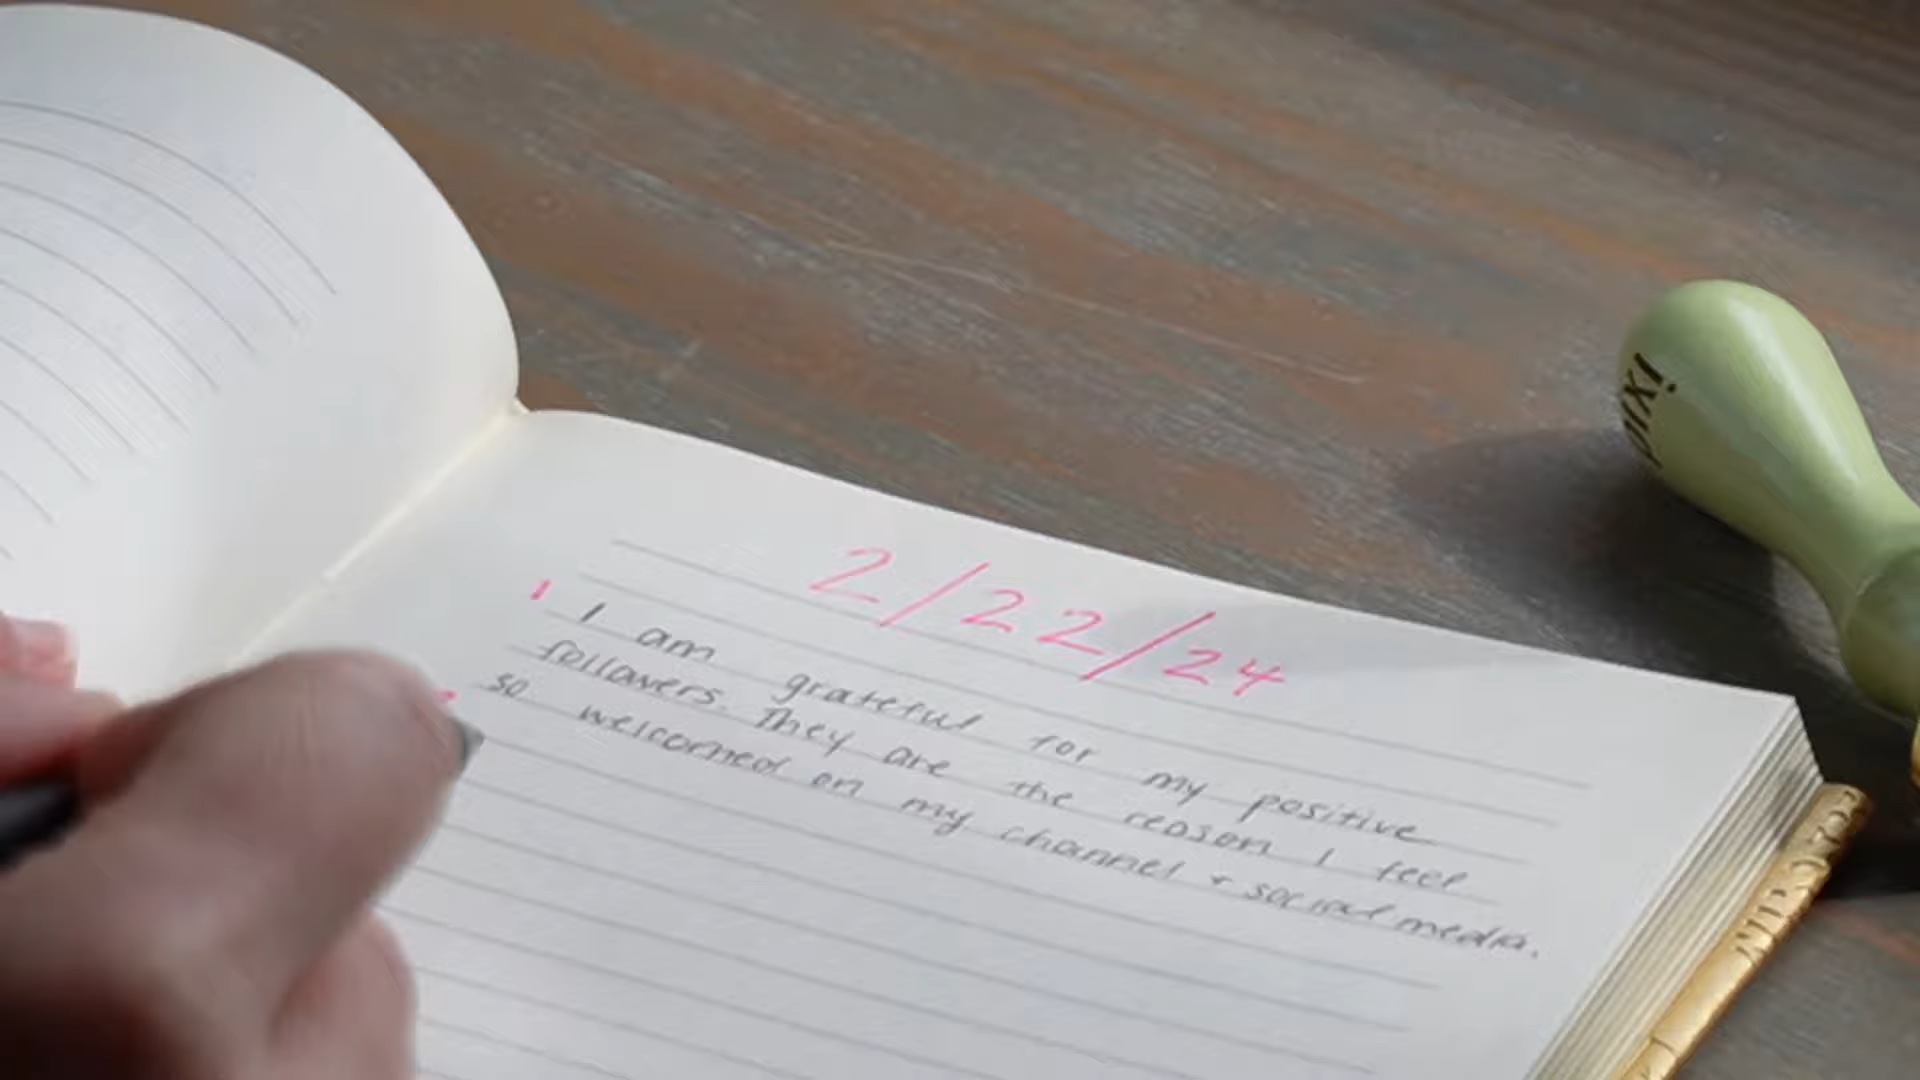 2/22/24
1 I am grateful for my positive
followers. They are the reason I feel
so welcomed on my channel + social media.
pixi